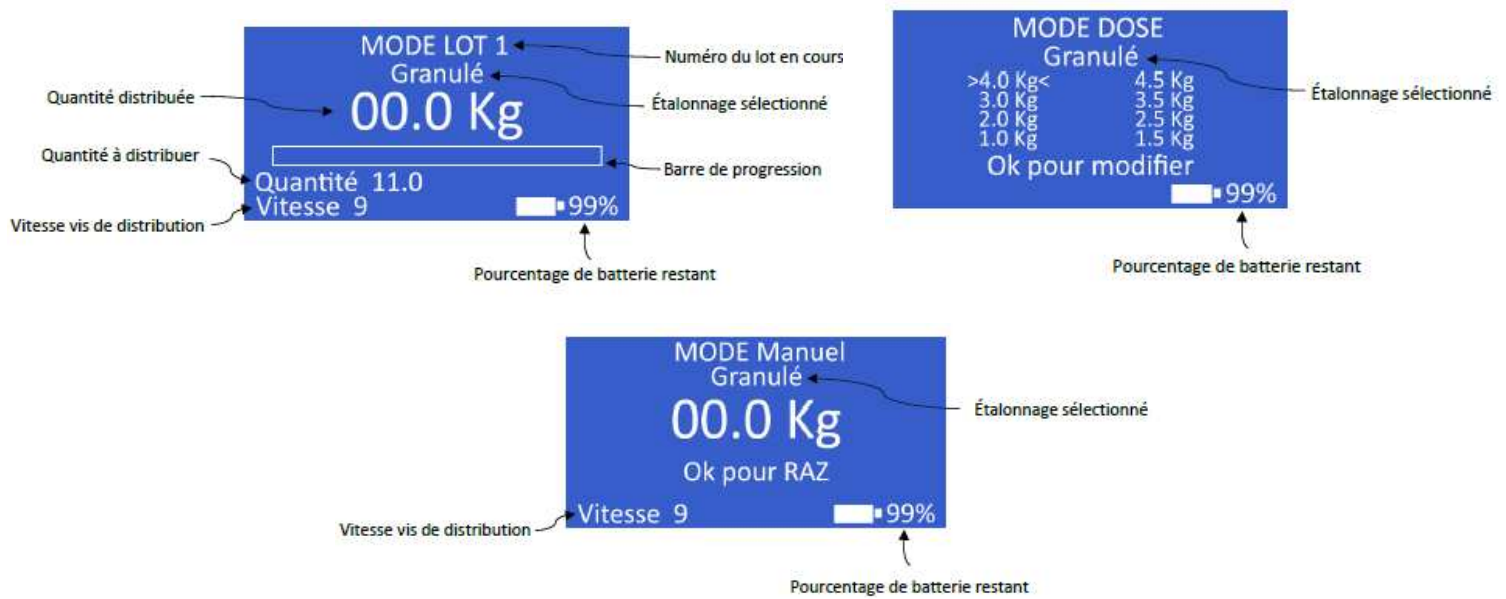 MODE LOT 1
Numéro du lot en cours
Granulé
Étalonnage sélectionné
Quantité distribuée
00.0 Kg
Quantité à distribuer
Barre de progression
Quantité 11.0
Vitesse 9
99%
Vitesse vis de distribution
Pourcentage de batterie restant
MODE DOSE
Granulé
Étalonnage sélectionné
>4.0 Kg< 4.5 Kg
3.0 Kg 3.5 Kg
2.0 Kg 2.5 Kg
1.0 Kg 1.5 Kg
Ok pour modifier
99%
Pourcentage de batterie restant
MODE Manuel
Granulé
Étalonnage sélectionné
00.0 Kg
Ok pour RAZ
Vitesse 9
99%
Vitesse vis de distribution
Pourcentage de batterie restant